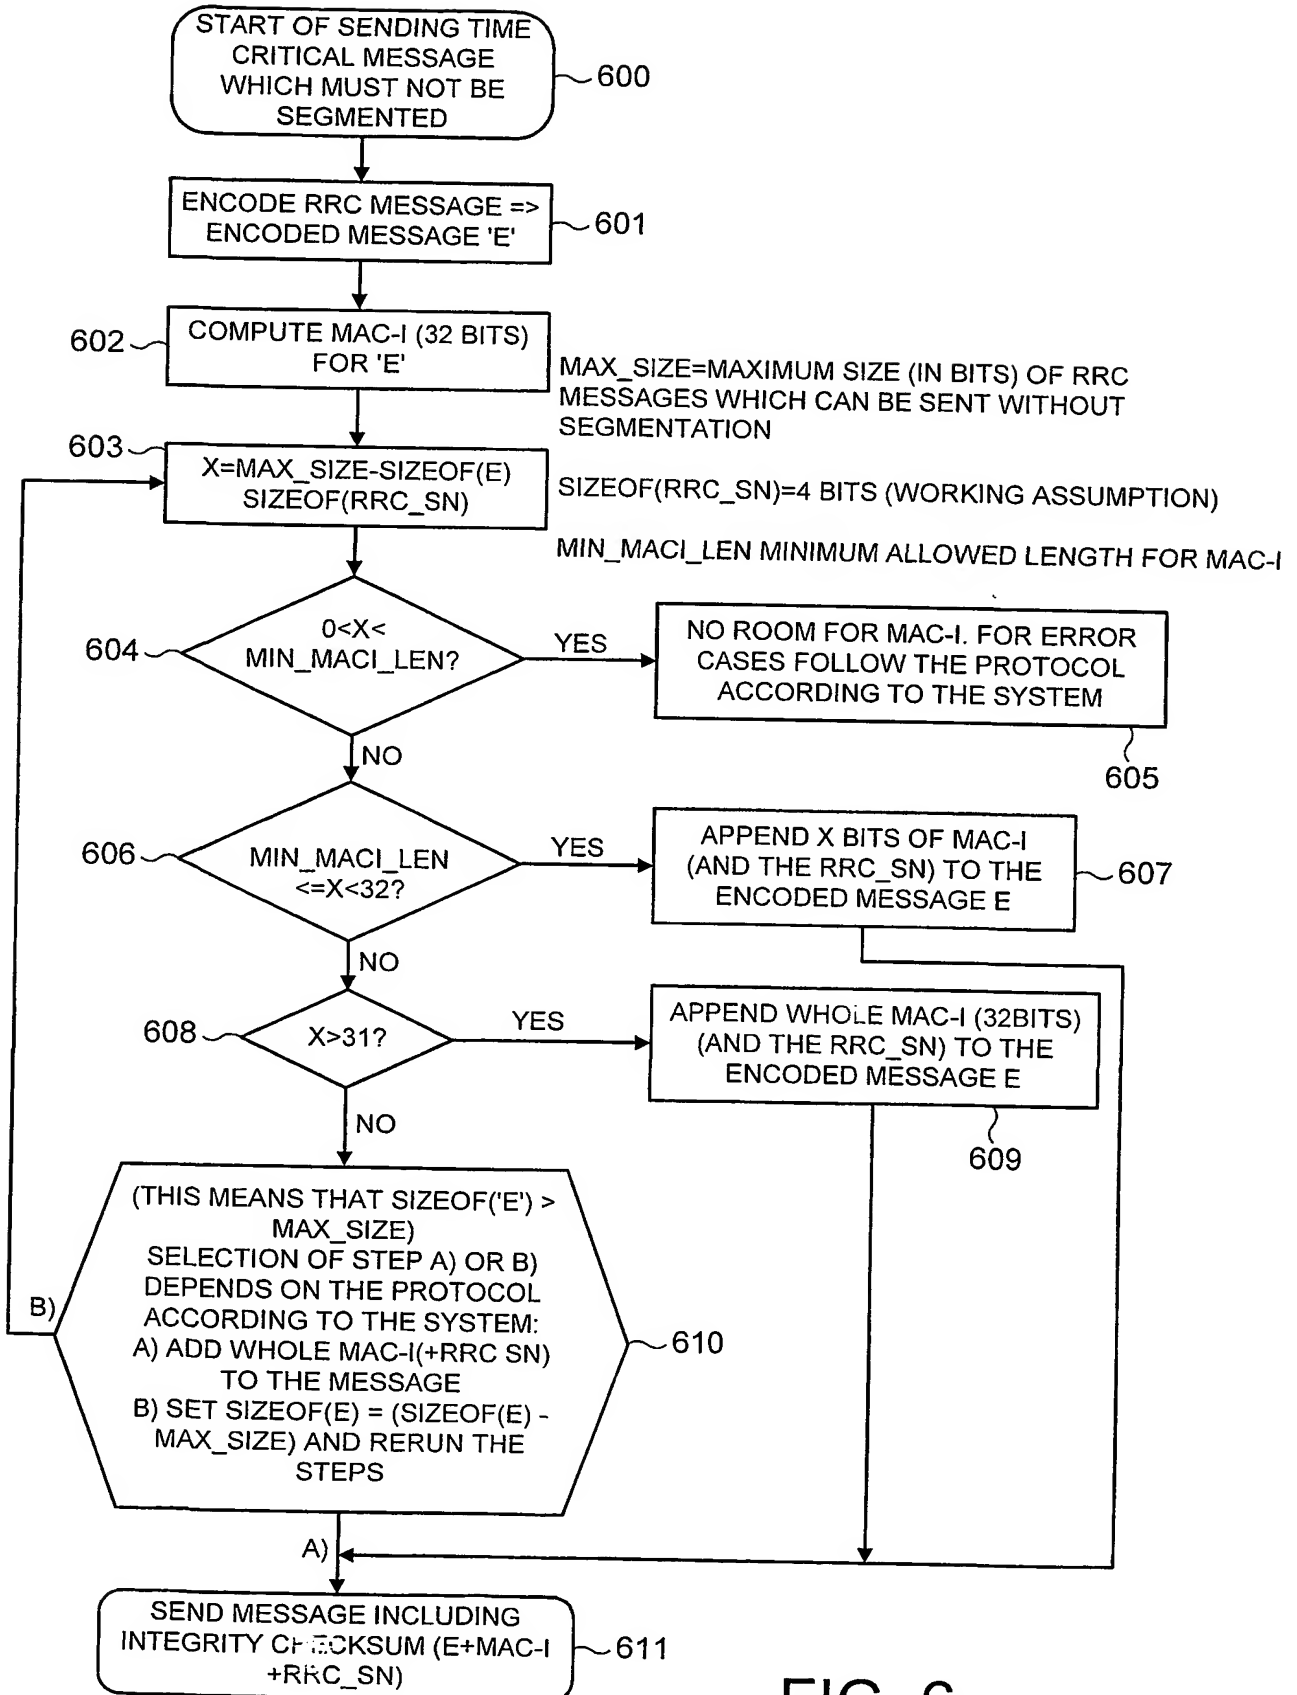 START OF SENDING TIME
CRITICAL MESSAGE
WHICH MUST NOT BE
SEGMENTED
600
ENCODE RRC MESSAGE =>
ENCODED MESSAGE 'E'
601
602
COMPUTE MAC-I (32 BITS)
FOR 'E'
MAX_SIZE=MAXIMUM SIZE (IN BITS) OF RRC
MESSAGES WHICH CAN BE SENT WITHOUT
SEGMENTATION
603
X=MAX_SIZE-SIZEOF(E)
SIZEOF(RRC_SN)
SIZEOF(RRC_SN)=4 BITS (WORKING ASSUMPTION)
MIN_MACI_LEN MINIMUM ALLOWED LENGTH FOR MAC-I
604
0<X<
MIN_MACI_LEN?
YES
NO ROOM FOR MAC-I. FOR ERROR
CASES FOLLOW THE PROTOCOL
ACCORDING TO THE SYSTEM
605
NO
606
MIN_MACI_LEN
<=X<32?
YES
APPEND X BITS OF MAC-I
(AND THE RRC_SN) TO THE
ENCODED MESSAGE E
607
NO
608
X>31?
YES
APPEND WHOLE MAC-I (32BITS)
(AND THE RRC_SN) TO THE
ENCODED MESSAGE E
609
NO
(THIS MEANS THAT SIZEOF('E') >
MAX_SIZE)
SELECTION OF STEP A) OR B)
DEPENDS ON THE PROTOCOL
ACCORDING TO THE SYSTEM:
A) ADD WHOLE MAC-I(+RRC SN)
TO THE MESSAGE
B) SET SIZEOF(E) = (SIZEOF(E) -
MAX_SIZE) AND RERUN THE
STEPS
B)
610
A)
SEND MESSAGE INCLUDING
INTEGRITY CHECKSUM (E+MAC-I
+RRC_SN)
611
FIG.